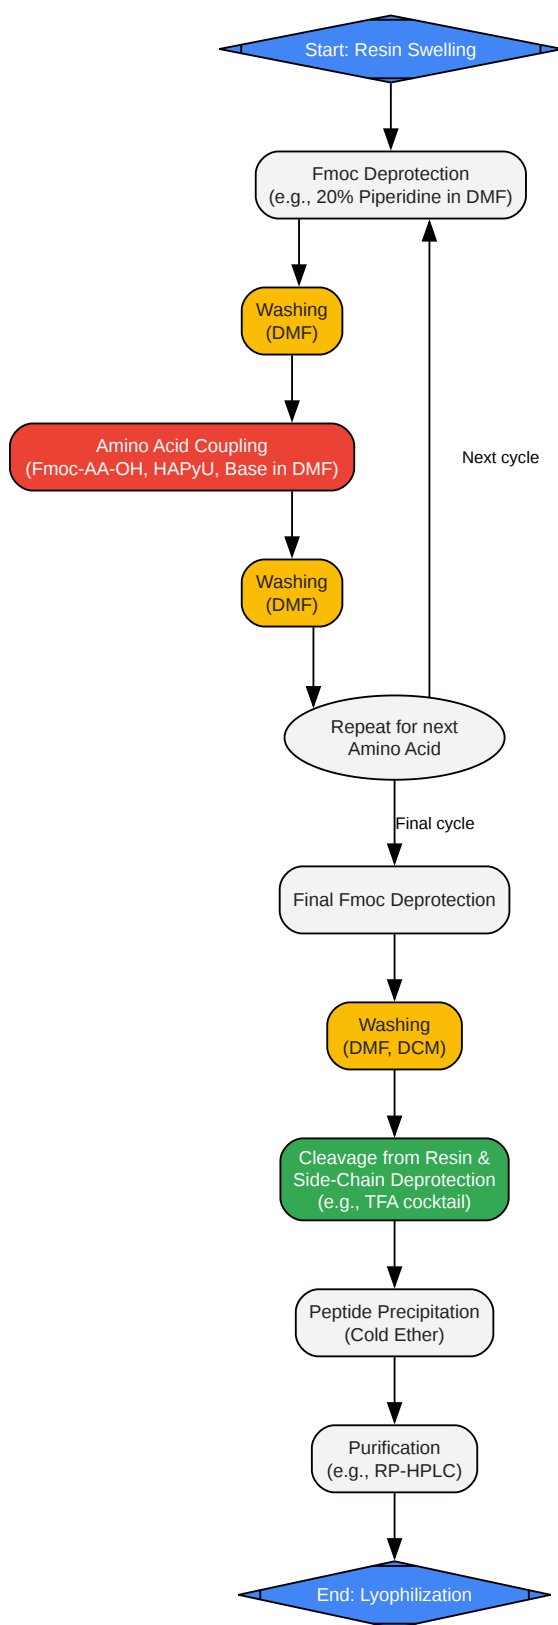 Start: Resin Swelling
Fmoc Deprotection
(e.g., 20% Piperidine in DMF)
Washing
(DMF)
Amino Acid Coupling
(Fmoc-AA-OH, HAPyU, Base in DMF)
Next cycle
Washing
(DMF)
Repeat for next
Amino Acid
Final cycle
Final Fmoc Deprotection
Washing
(DMF, DCM)
Cleavage from Resin &
Side-Chain Deprotection
(e.g., TFA cocktail)
Peptide Precipitation
(Cold Ether)
Purification
(e.g., RP-HPLC)
End: Lyophilization